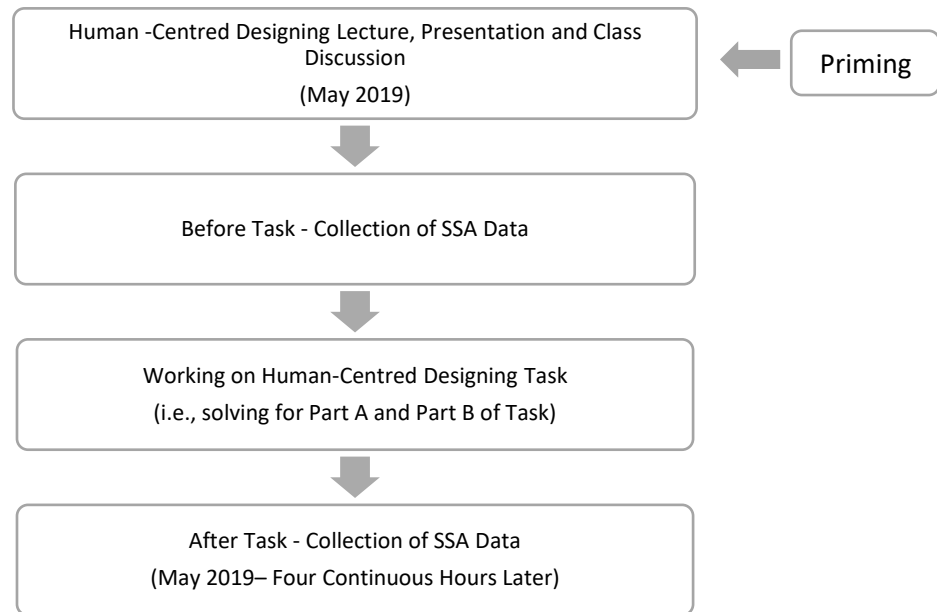 Human -Centred Designing Lecture, Presentation and Class
Discussion
(May 2019)
Priming
Before Task - Collection of SSA Data
Working on Human-Centred Designing Task
(i.e., solving for Part A and Part B of Task)
After Task - Collection of SSA Data
(May 2019– Four Continuous Hours Later)